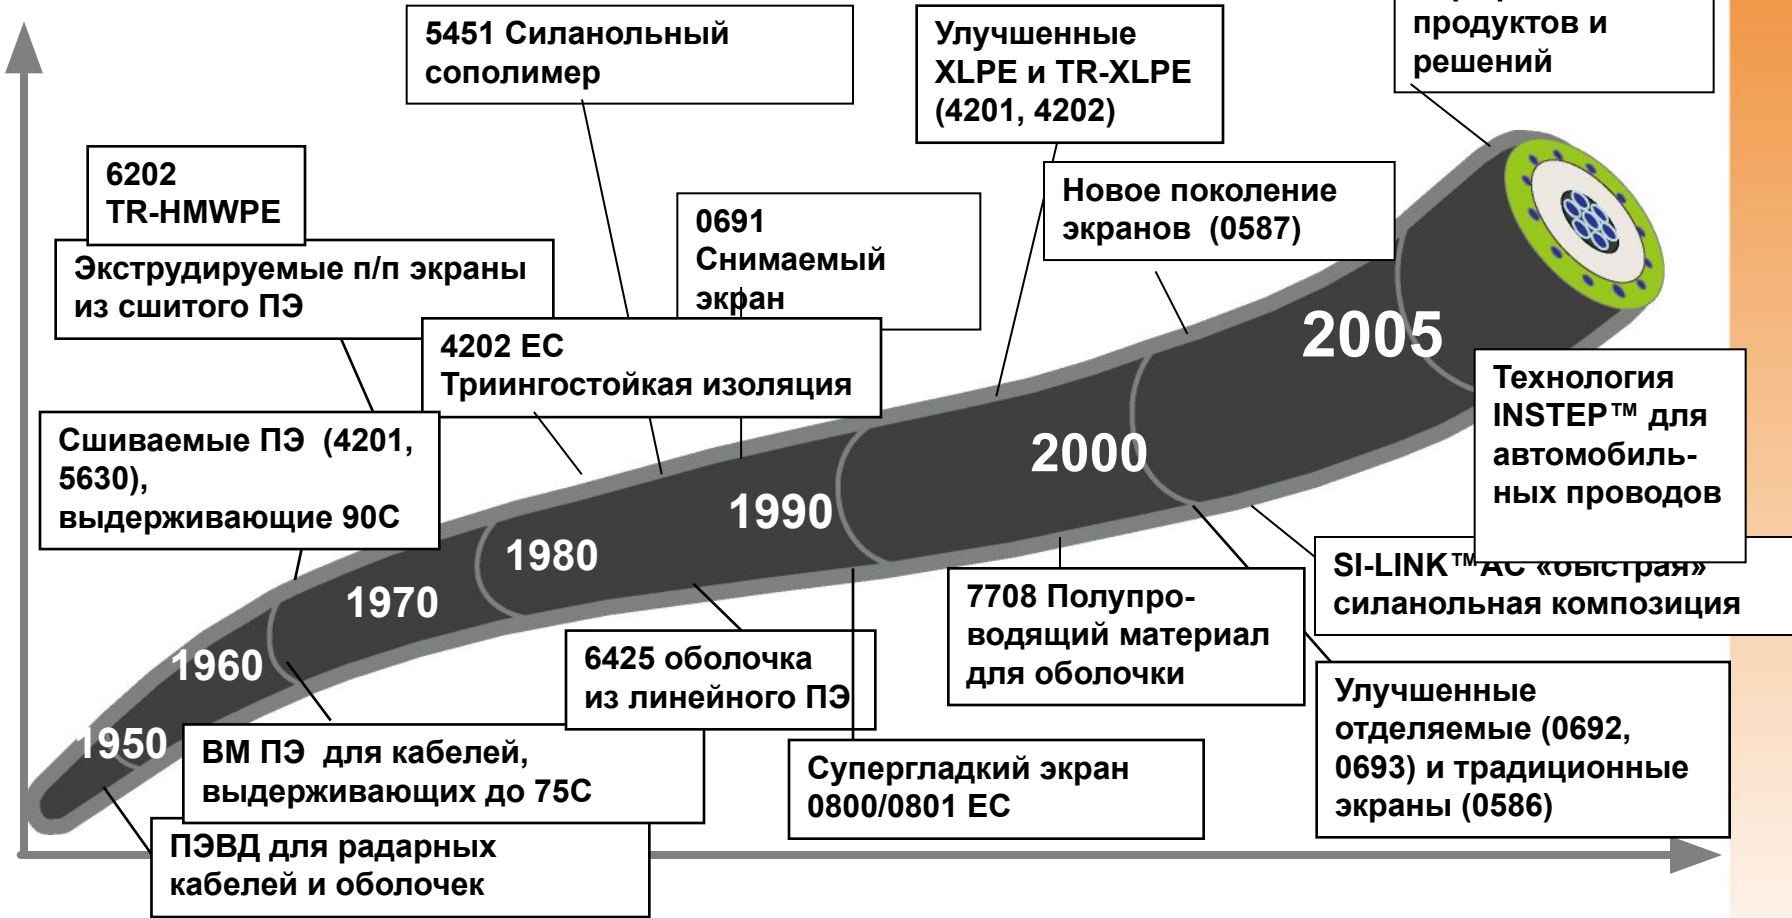 5451 Силанольный
сополимер
Улучшенные
XLPE и TR-XLPE
(4201, 4202)
продуктов и
решений
6202
TR-HMWPE
Новое поколение
экранов (0587)
0691
Снимаемый
экран
Экструдируемые п/п экраны
из сшитого ПЭ
4202 ЕС
Триингостойкая изоляция
Сшиваемые ПЭ (4201,
5630),
выдерживающие 90С
2005
2000
1990
1980
1970
1960
1950
Технология
INSTEP™ для
автомобиль-
ных проводов
SI-LINK™AC «быстрая»
силанольная композиция
7708 Полупро-
водящий материал
для оболочки
6425 оболочка
из линейного ПЭ
Улучшенные
отделяемые (0692,
0693) и традиционные
экраны (0586)
ВМ ПЭ для кабелей,
выдерживающих до 75С
Супергладкий экран
0800/0801 ЕС
ПЭВД для радарных
кабелей и оболочек